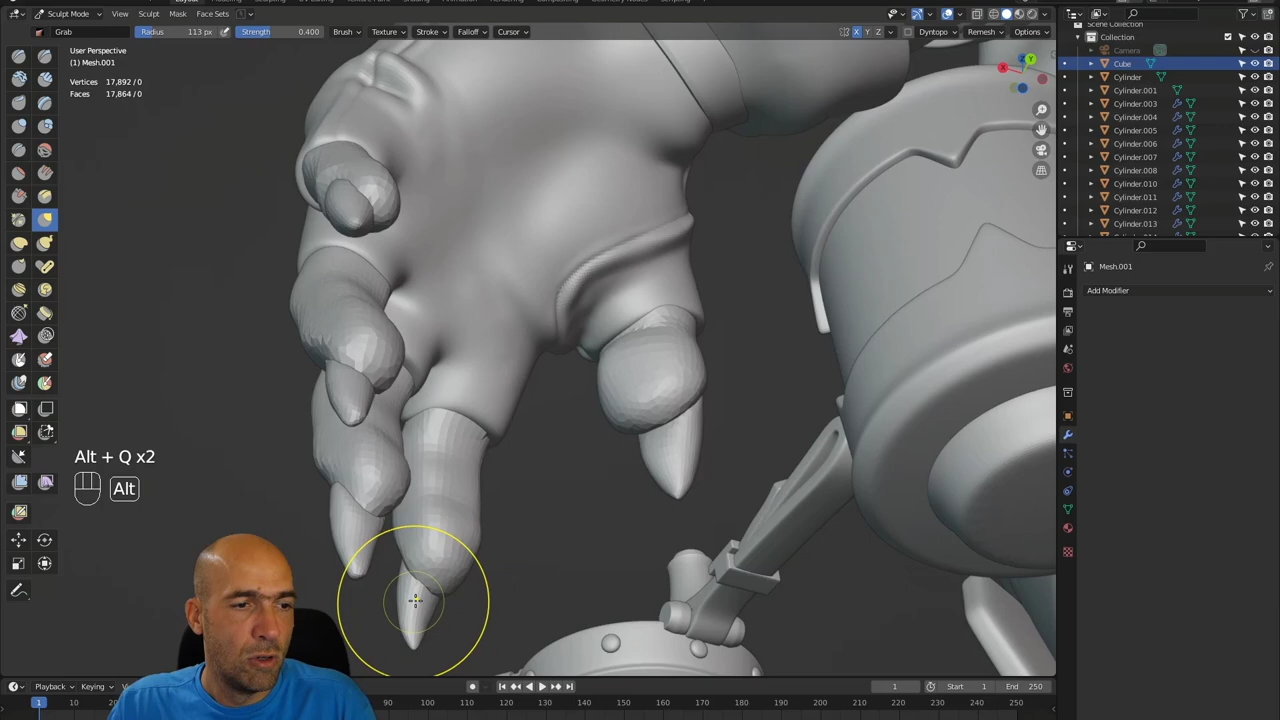 Sculpt Mode View Sculpt Mask Face Sets
Grab Radius 113 px Strength 0.400 Brush Texture Stroke Falloff Cursor X Y Z Dyntopo Remesh Options
User Perspective
(1) Mesh.001
Vertices 17,892 / 0
Faces 17,864 / 0
X Y
Scene Collection
Collection
Camera
Cube
Cylinder
Cylinder.001
Cylinder.003
Cylinder.004
Cylinder.005
Cylinder.006
Cylinder.007
Cylinder.008
Cylinder.010
Cylinder.011
Cylinder.012
Cylinder.013
Mesh.001
Add Modifier
Alt + Q x2
Alt
Playback Keying View 1 Start 1 End 250
1 10 100 110 120 130 140 150 160 170 180 190 200 210 220 230 240 250